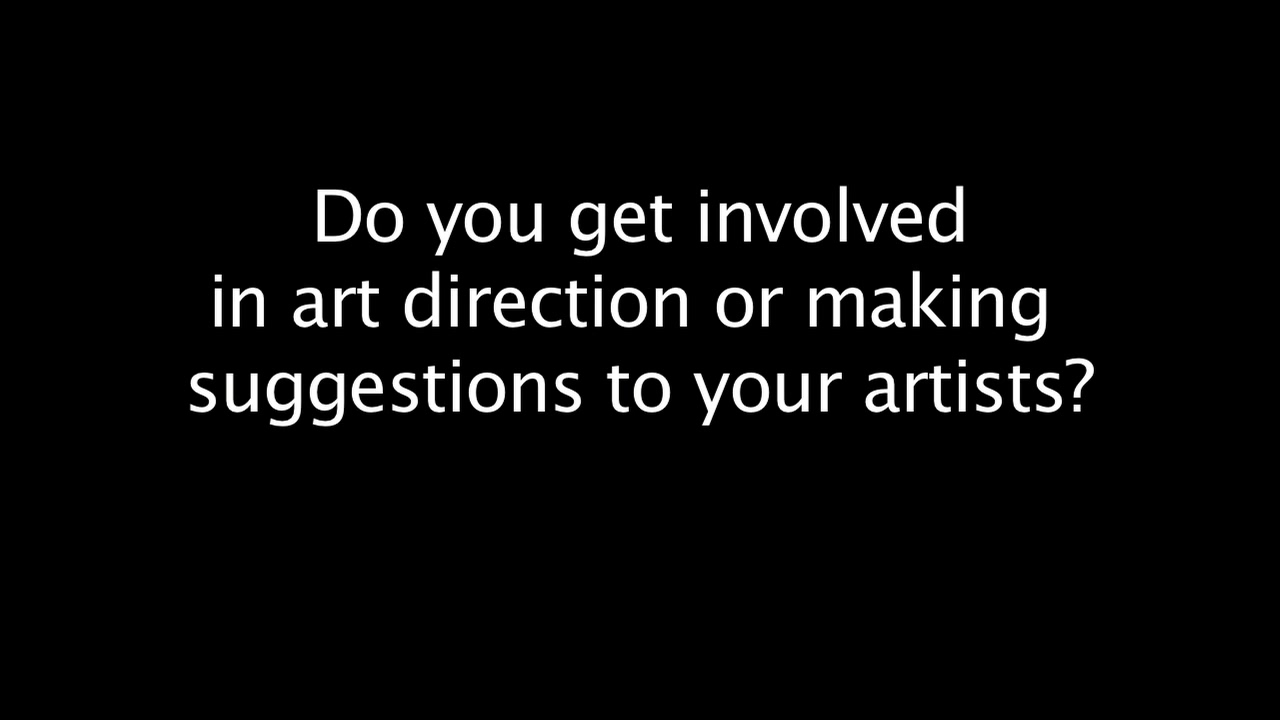 Do you get involved
in art direction or making
suggestions to your artists?